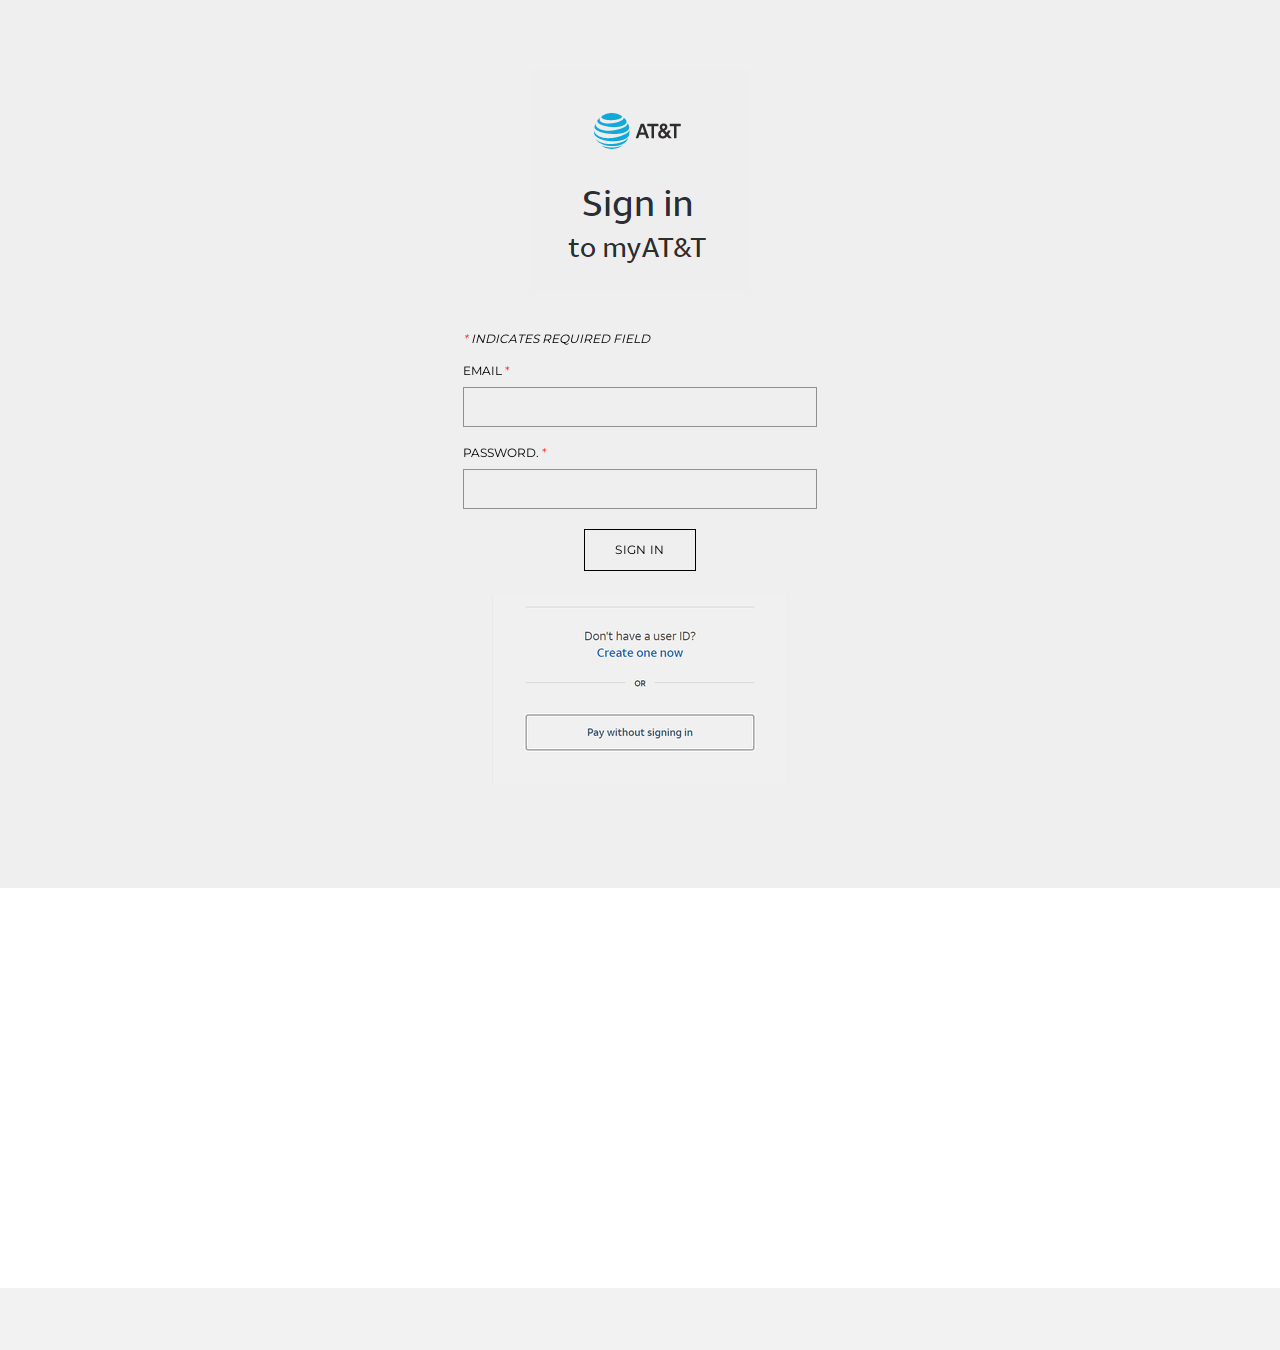 AT&T
Sign in
to myAT&T
* INDICATES REQUIRED FIELD
EMAIL *
PASSWORD. *
SIGN IN
Don't have a user ID?
Create one now
OR
Pay without signing in